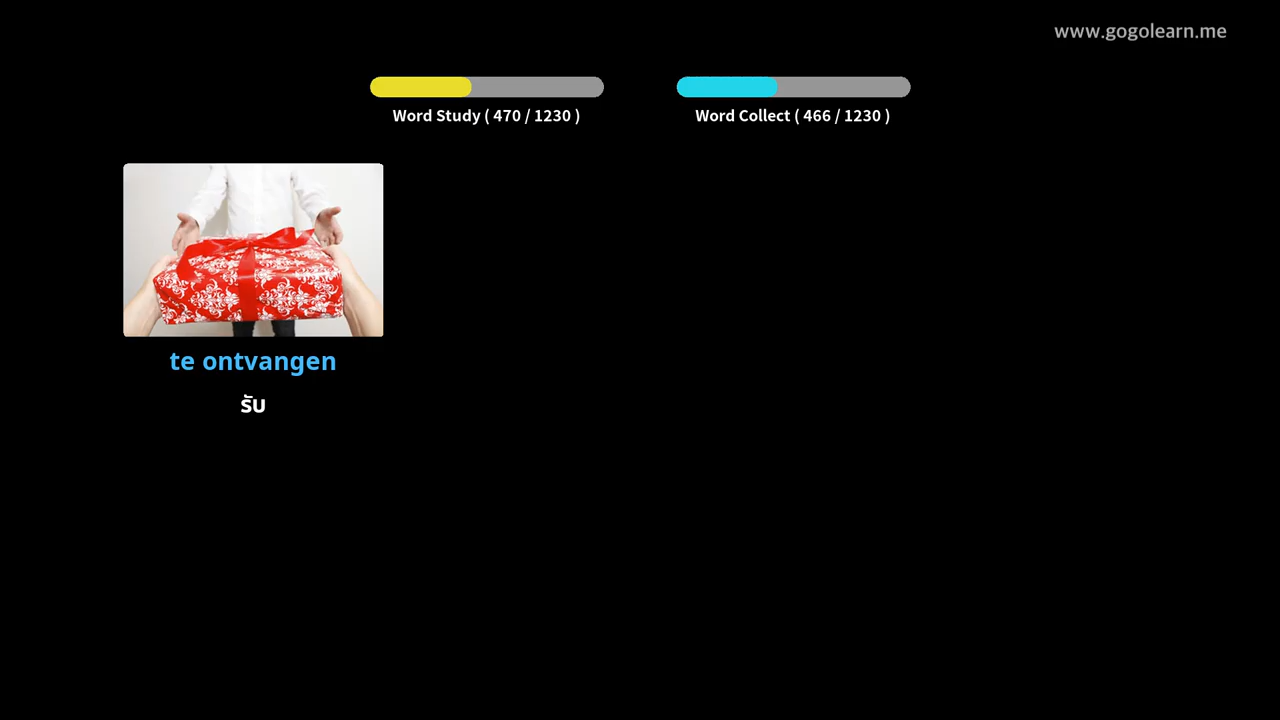 www.gogolearn.me
Word Study ( 470 / 1230 )
Word Collect ( 466 / 1230 )
te ontvangen
รับ